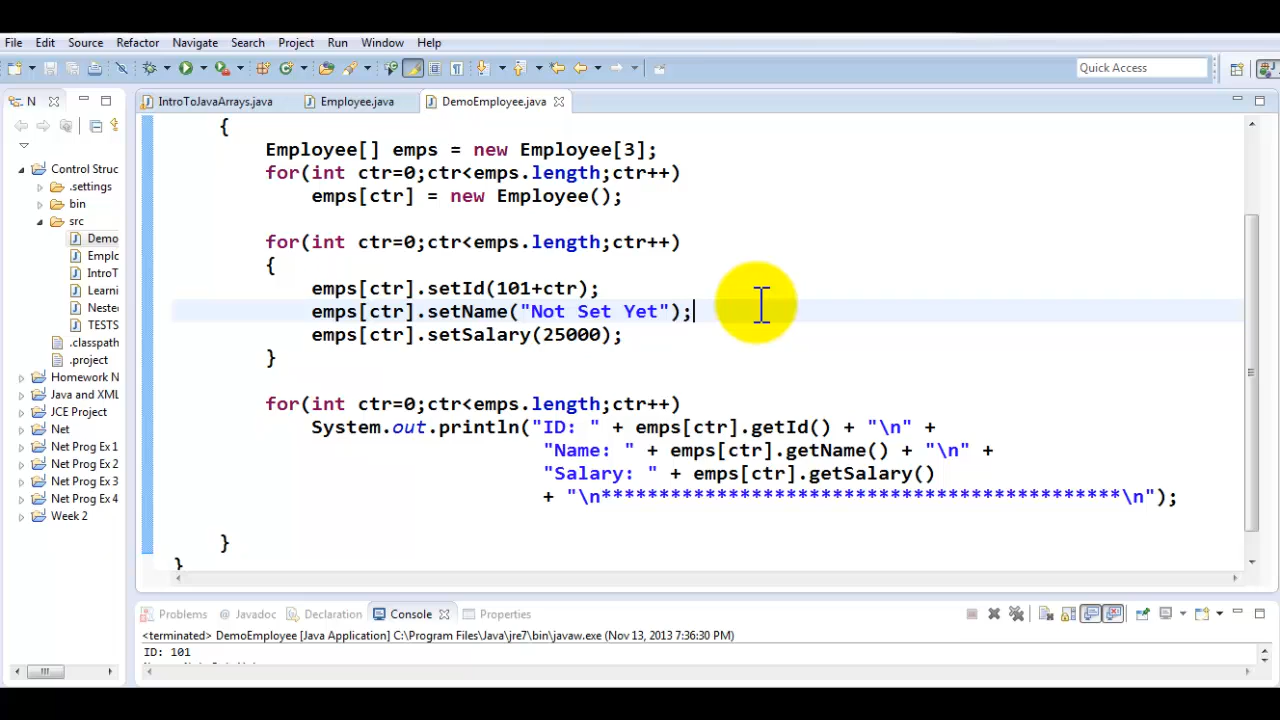 File Edit Source Refactor Navigate Search Project Run Window Help
Quick Access
N IntroToJavaArrays.java Employee.java DemoEmployee.java
{
Employee[] emps = new Employee[3];
for(int ctr=0;ctr<emps.length;ctr++)
emps[ctr] = new Employee();
for(int ctr=0;ctr<emps.length;ctr++)
{
emps[ctr].setId(101+ctr);
emps[ctr].setName("Not Set Yet");
emps[ctr].setSalary(25000);
}
for(int ctr=0;ctr<emps.length;ctr++)
System.out.println("ID: " + emps[ctr].getId() + "\n" +
"Name: " + emps[ctr].getName() + "\n" +
"Salary: " + emps[ctr].getSalary()
+ "\n*********************************************\n");
}
}
Control Struc
.settings
bin
src
Demo
Emplc
IntroT
Learni
Neste
TESTS
.classpath
.project
Homework N
Java and XML
JCE Project
Net
Net Prog Ex 1
Net Prog Ex 2
Net Prog Ex 3
Net Prog Ex 4
Week 2
Problems @ Javadoc Declaration Console Properties
<terminated> DemoEmployee [Java Application] C:\Program Files\Java\jre7\bin\javaw.exe (Nov 13, 2013 7:36:30 PM)
ID: 101